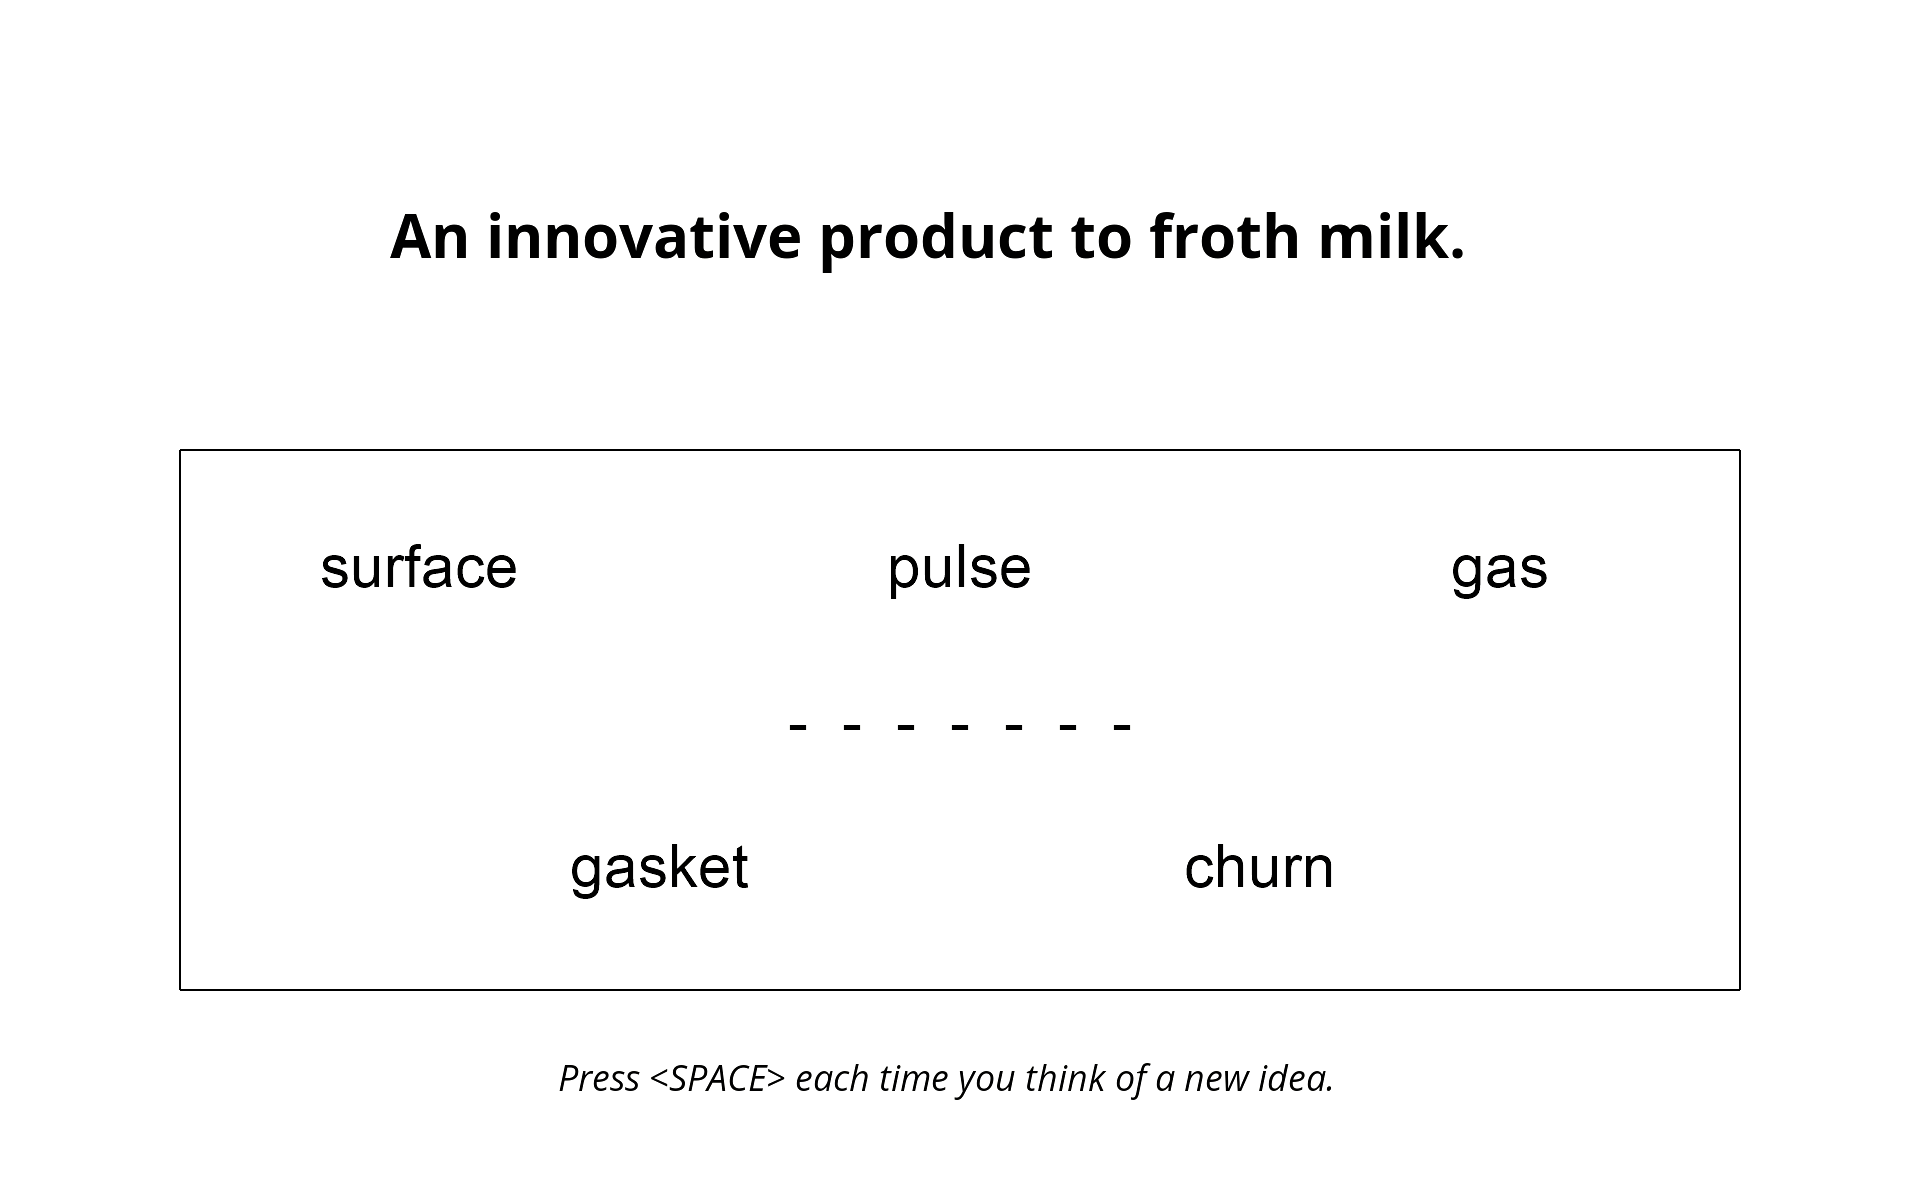 An innovative product to froth milk.
surface pulse gas
- - - - - - -
gasket churn
Press <SPACE> each time you think of a new idea.